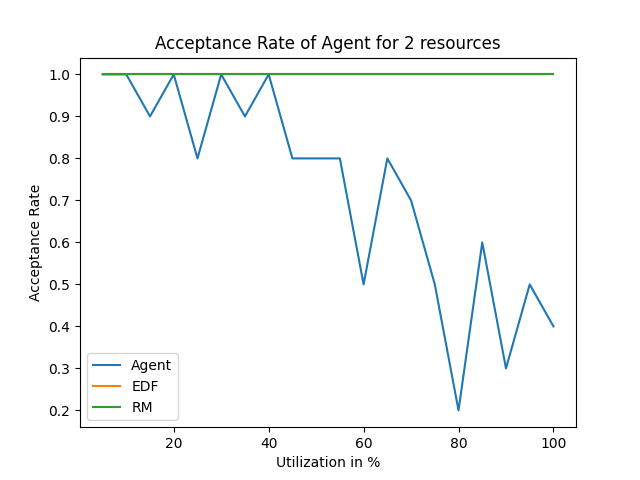 Acceptance Rate of Agent for 2 resources
1.0
0.9
0.8
0.7
0.6
0.5
0.4
0.3
0.2
Acceptance Rate
Agent
EDF
RM
20 40 60 80 100
Utilization in %